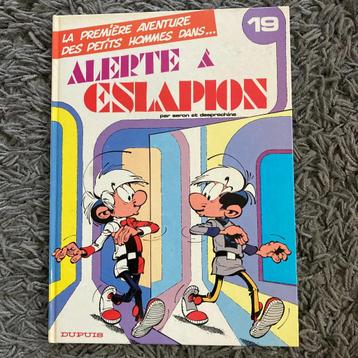 LA PREMIÈRE AVENTURE
DES PETITS HOMMES DANS...
19
ALERTE À
ESLAPION
par seron et desprechins
DUPUIS